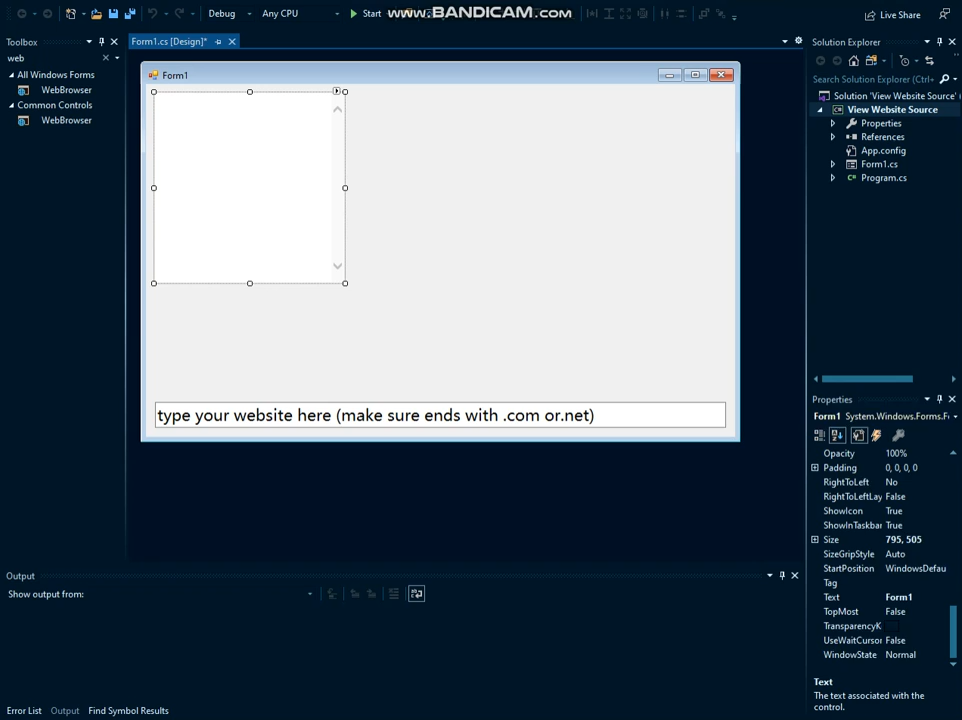 Debug
Any CPU
Start
www.BANDICAM.com
Live Share
Toolbox
web
All Windows Forms
WebBrowser
Common Controls
WebBrowser
Form1.cs [Design]*
Form1
type your website here (make sure ends with .com or.net)
Solution Explorer
Search Solution Explorer (Ctrl+
Solution 'View Website Source' (
View Website Source
Properties
References
App.config
Form1.cs
Program.cs
Properties
Form1 System.Windows.Forms.F
Opacity 100%
Padding 0, 0, 0, 0
RightToLeft No
RightToLeftLay False
ShowIcon True
ShowInTaskbar True
Size 795, 505
SizeGripStyle Auto
StartPosition WindowsDefau
Tag
Text Form1
TopMost False
TransparencyK
UseWaitCursor False
WindowState Normal
Text
The text associated with the
control.
Output
Show output from:
Error List Output Find Symbol Results